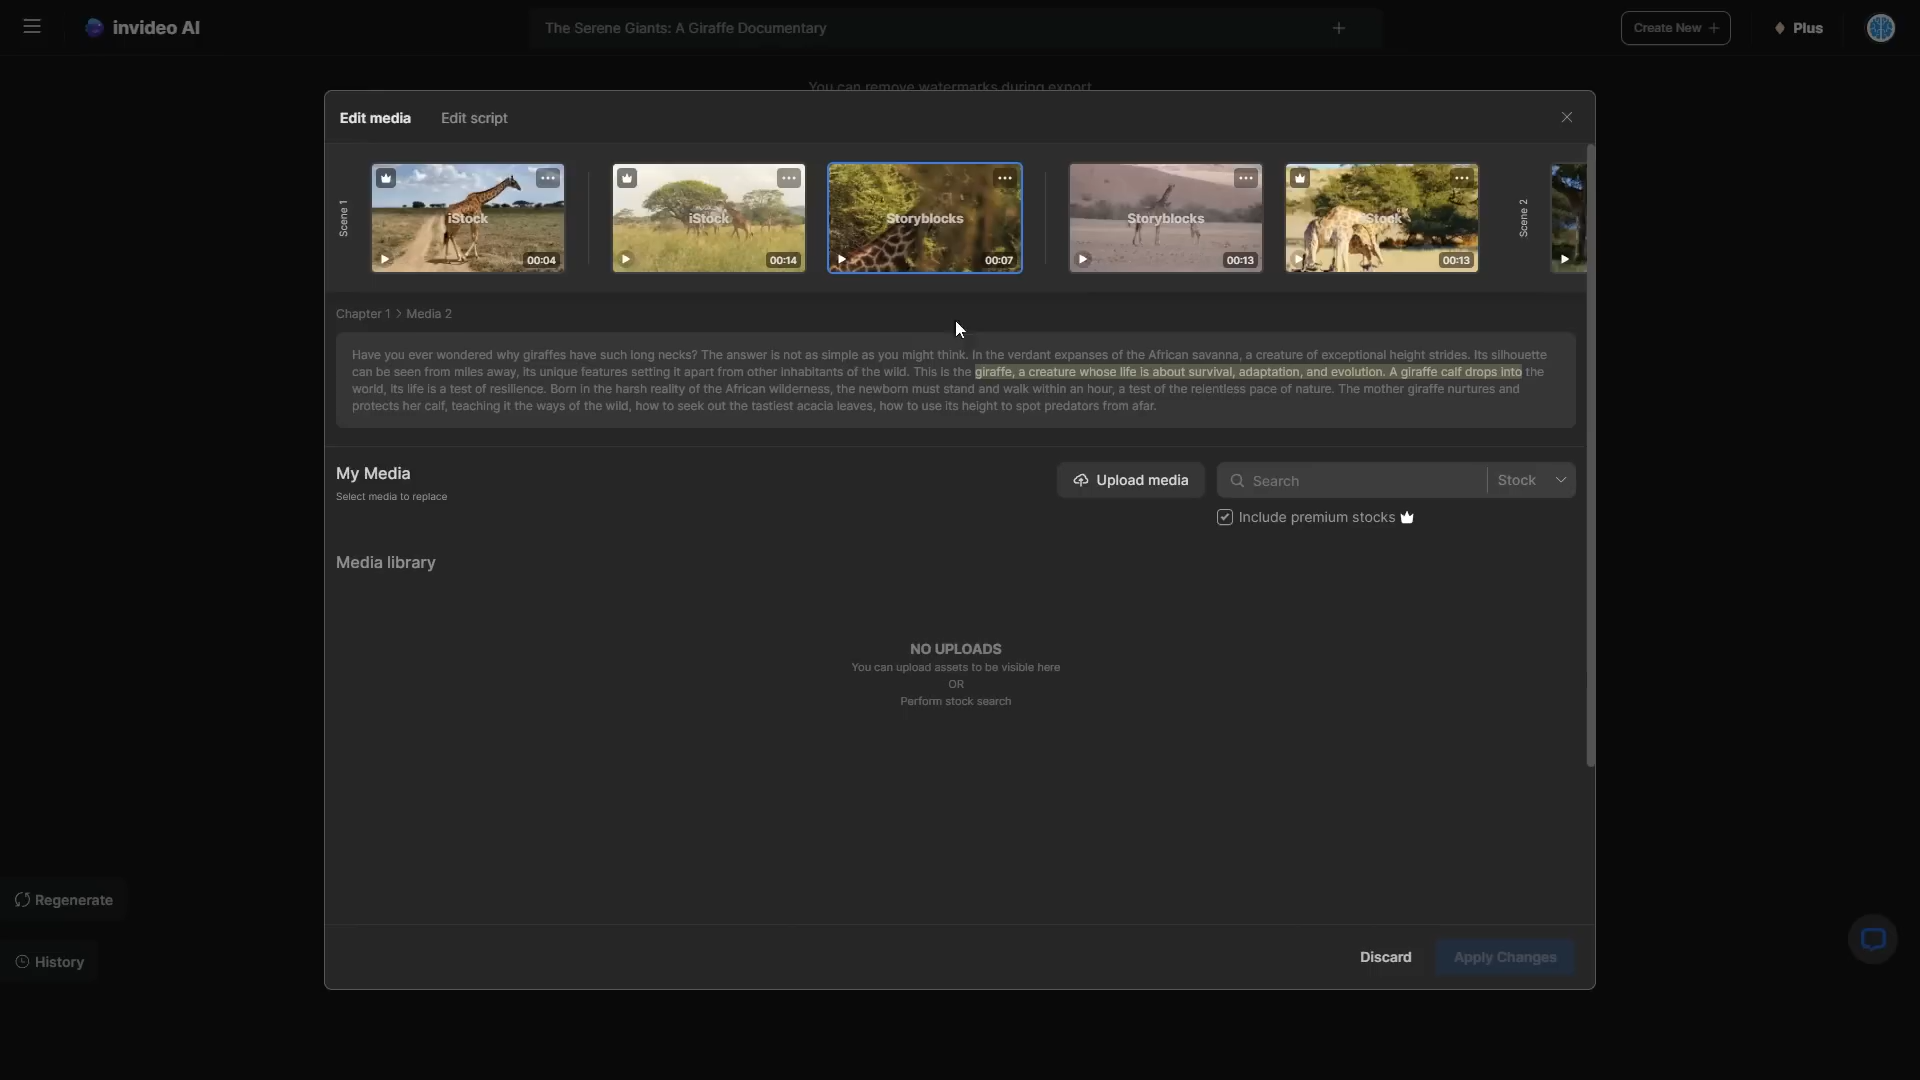 invideo AI
The Serene Giants: A Giraffe Documentary
Create New
Plus
You can remove watermarks during export
Edit media
Edit script
Scene 1
iStock
00:04
iStock
00:14
Storyblocks
00:07
Storyblocks
00:13
iStock
00:13
Scene 2
Chapter 1 > Media 2
Have you ever wondered why giraffes have such long necks? The answer is not as simple as you might think. In the verdant expanses of the African savanna, a creature of exceptional height strides. Its silhouette
can be seen from miles away, its unique features setting it apart from other inhabitants of the wild. This is the giraffe, a creature whose life is about survival, adaptation, and evolution. A giraffe calf drops into the
world, its life is a test of resilience. Born in the harsh reality of the African wilderness, the newborn must stand and walk within an hour, a test of the relentless pace of nature. The mother giraffe nurtures and
protects her calf, teaching it the ways of the wild, how to seek out the tastiest acacia leaves, how to use its height to spot predators from afar.
My Media
Select media to replace
Upload media
Search
Stock
Include premium stocks
Media library
NO UPLOADS
You can upload assets to be visible here
OR
Perform stock search
Regenerate
History
Discard
Apply Changes